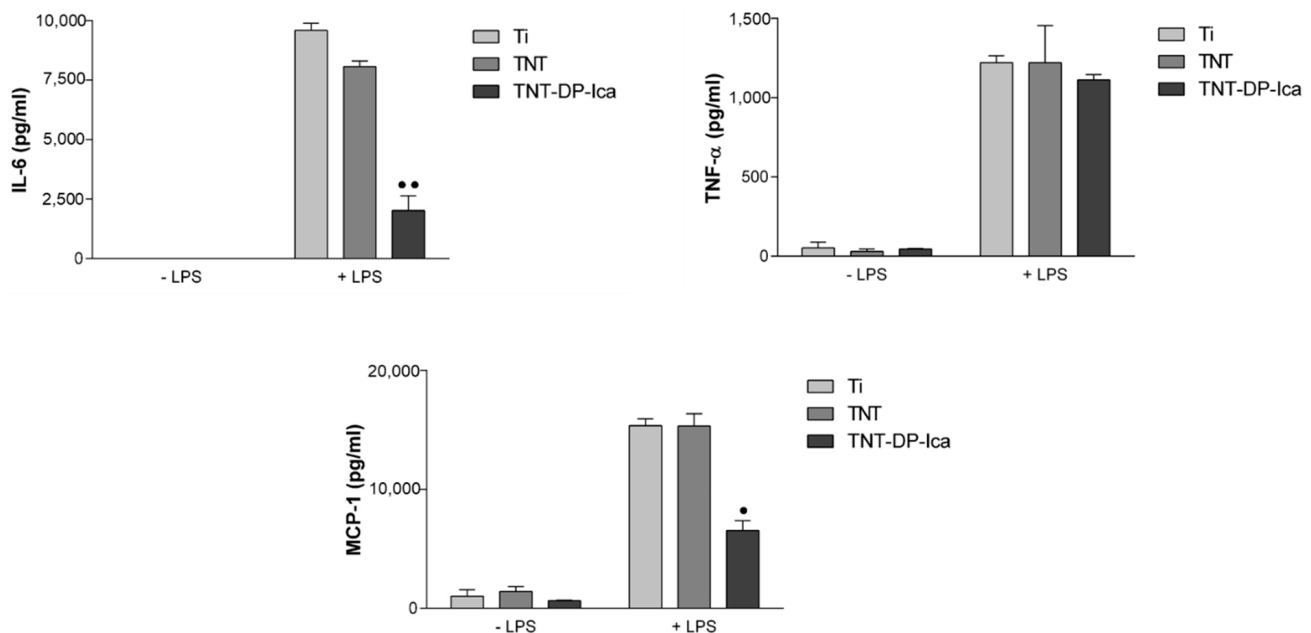 IL-6 (pg/ml)
10,000
7,500
5,000
2,500
0
- LPS
+ LPS
Ti
TNT
TNT-DP-Ica
TNF-α (pg/ml)
1,500
1,000
500
0
- LPS
+ LPS
Ti
TNT
TNT-DP-Ica
MCP-1 (pg/ml)
20,000
10,000
0
- LPS
+ LPS
Ti
TNT
TNT-DP-Ica